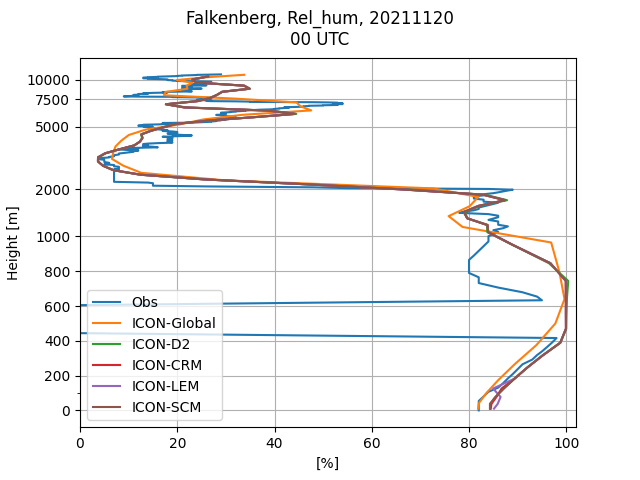 Falkenberg, Rel_hum, 20211120
00 UTC
10000
7500
5000
2000
1000
800
600
400
200
0
Height [m]
Obs
ICON-Global
ICON-D2
ICON-CRM
ICON-LEM
ICON-SCM
0 20 40 60 80 100
[%]